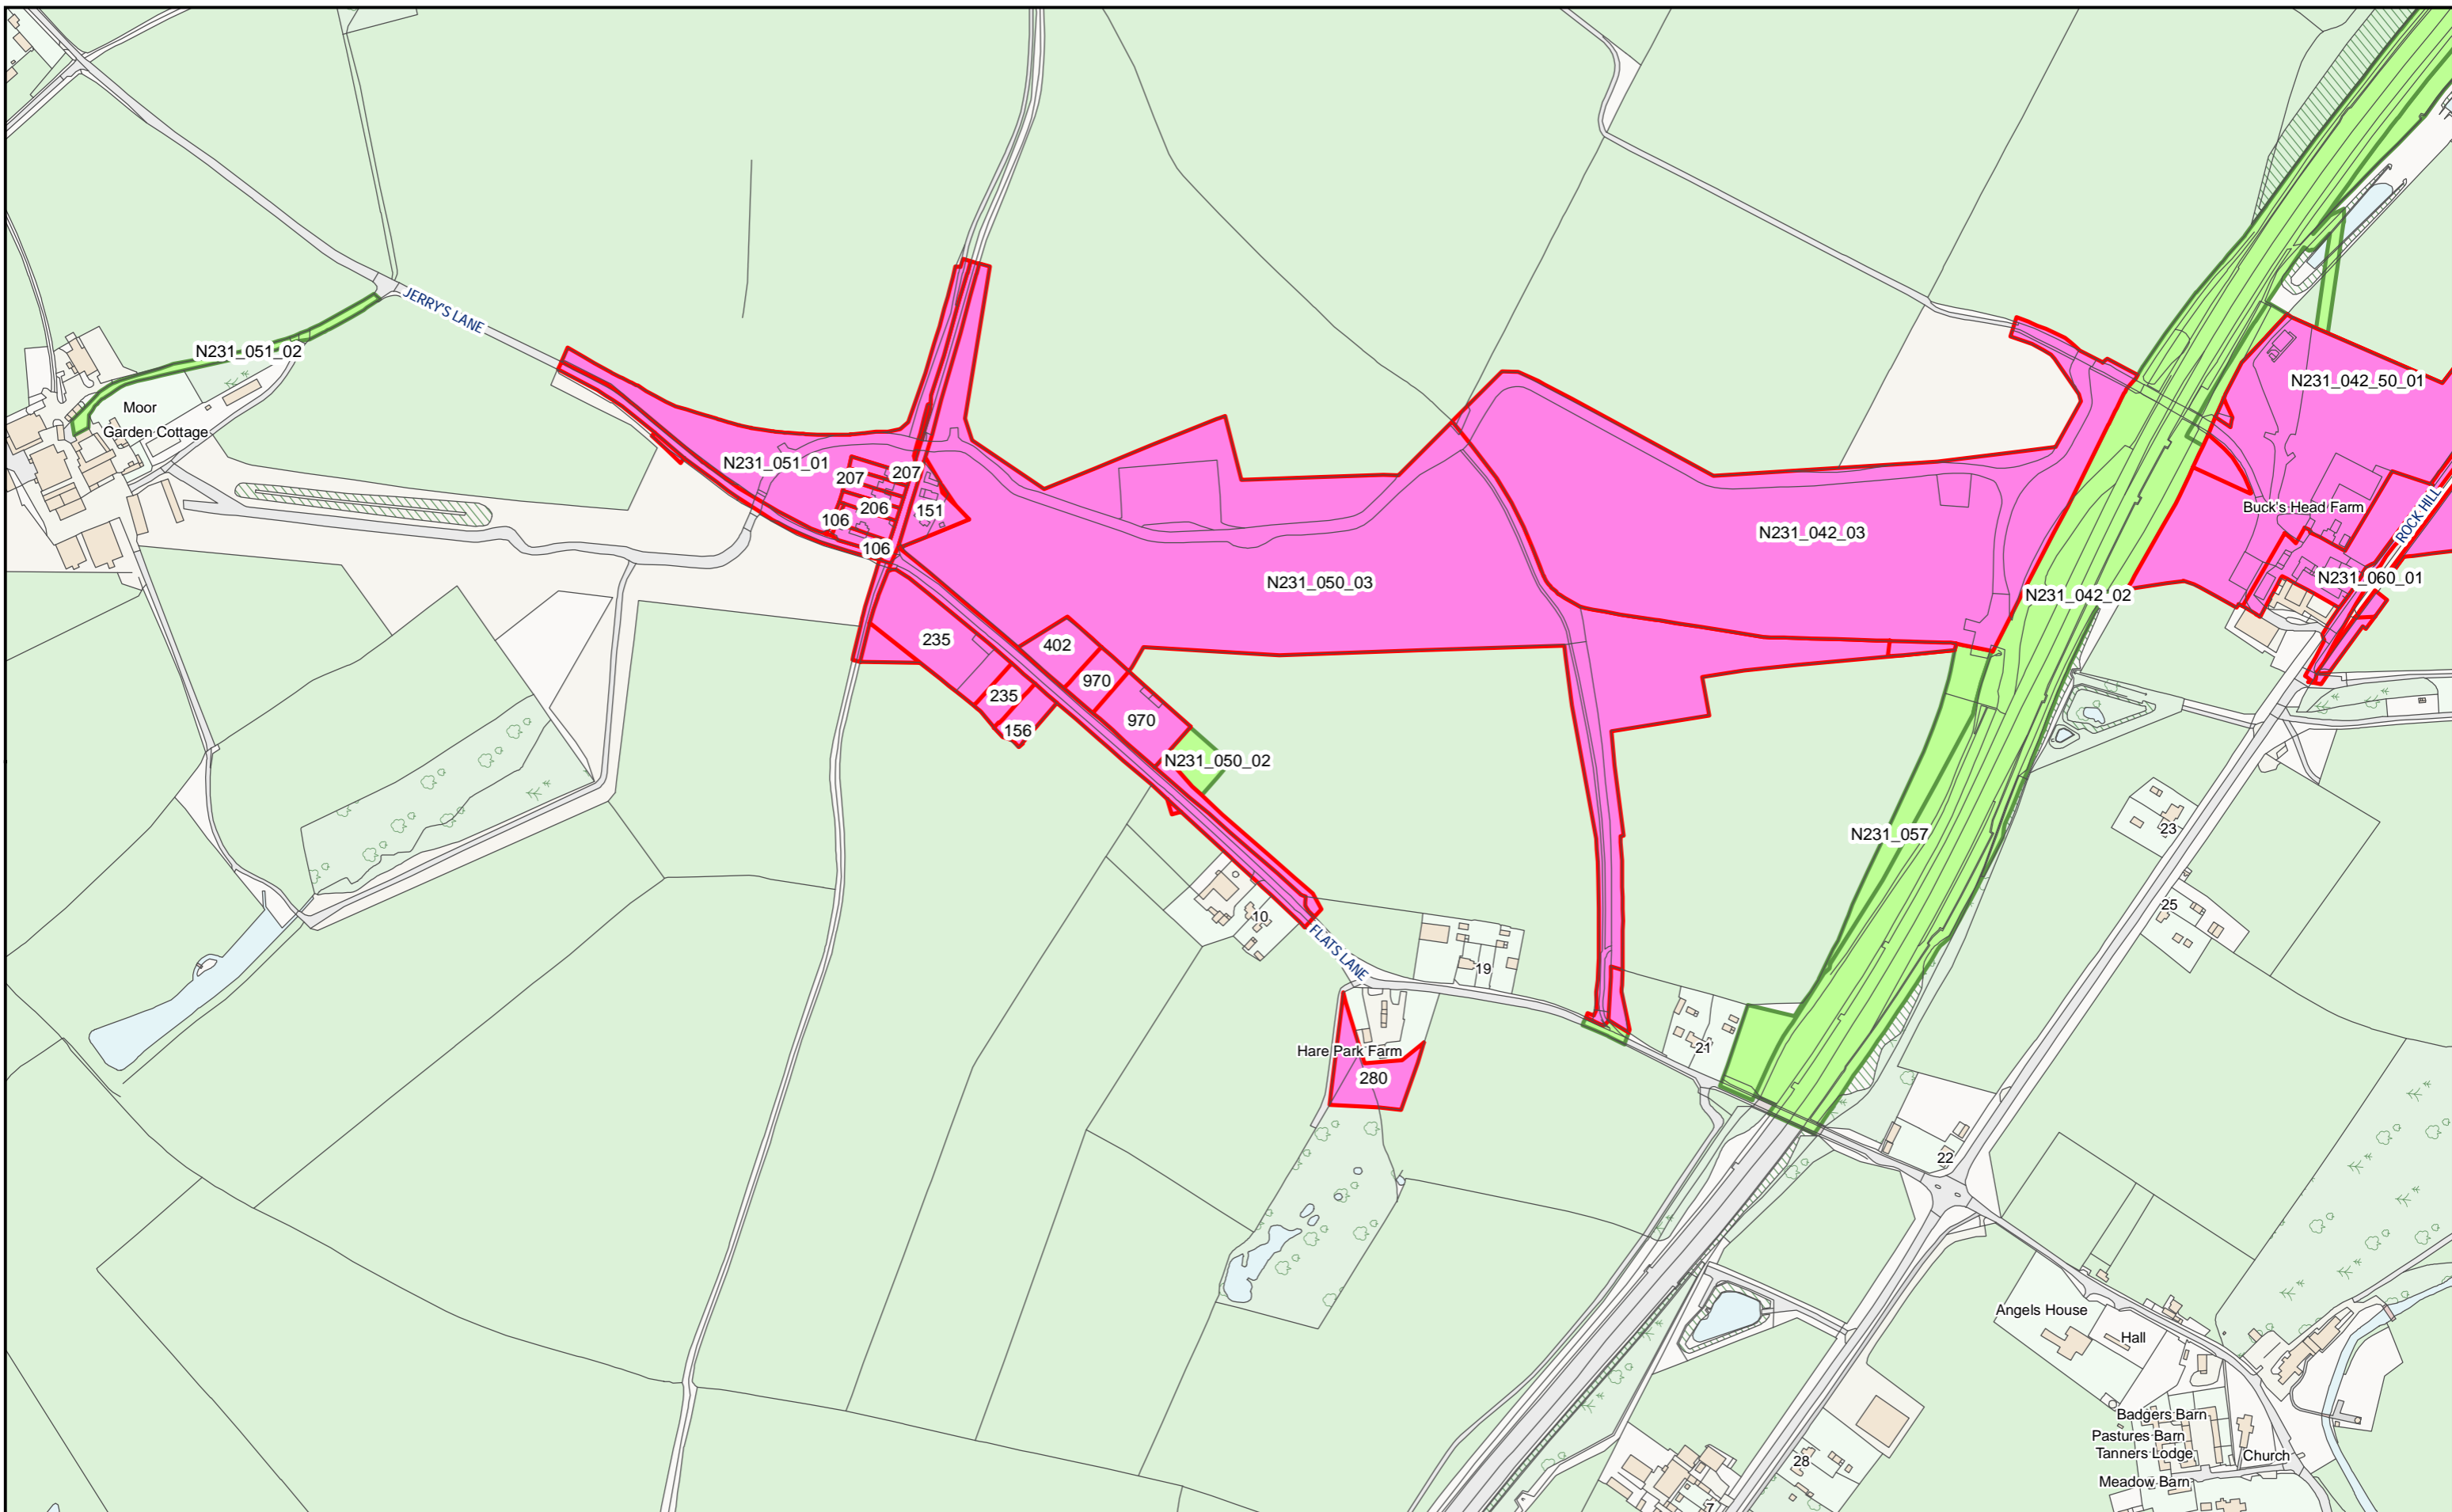 JERRY'S LANE
N231_051_02
N231_042_50_01
Moor
Garden Cottage
N231_051_01
207
207
206
151
106
106
Buck's Head Farm
ROCK HILL
N231_042_03
N231_050_03
N231_060_01
N231_042_02
235
402
970
235
970
156
N231_050_02
N231_057
23
25
10
FLATS LANE
19
21
Hare Park Farm
280
22
Angels House
Hall
Badgers Barn
Pastures Barn
Tanners Lodge
Church
28
Meadow Barn
7